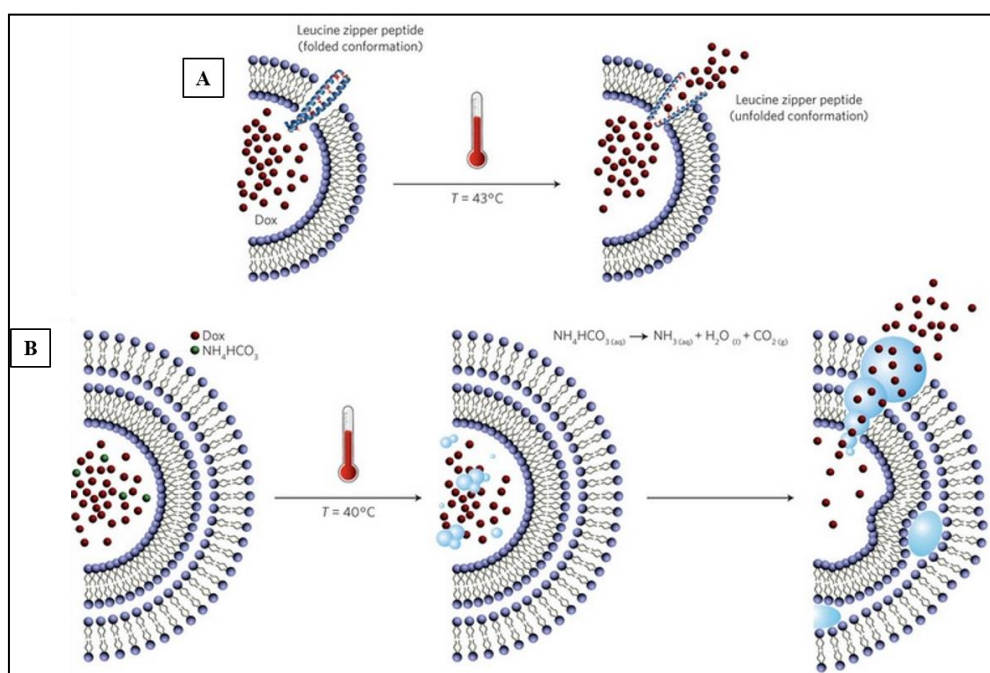 A
Leucine zipper peptide
(folded conformation)
Dox
T = 43°C
Leucine zipper peptide
(unfolded conformation)
B
Dox
NH₄HCO₃
T = 40°C
NH₄HCO₃ (aq) → NH₃ (aq) + H₂O (l) + CO₂ (g)